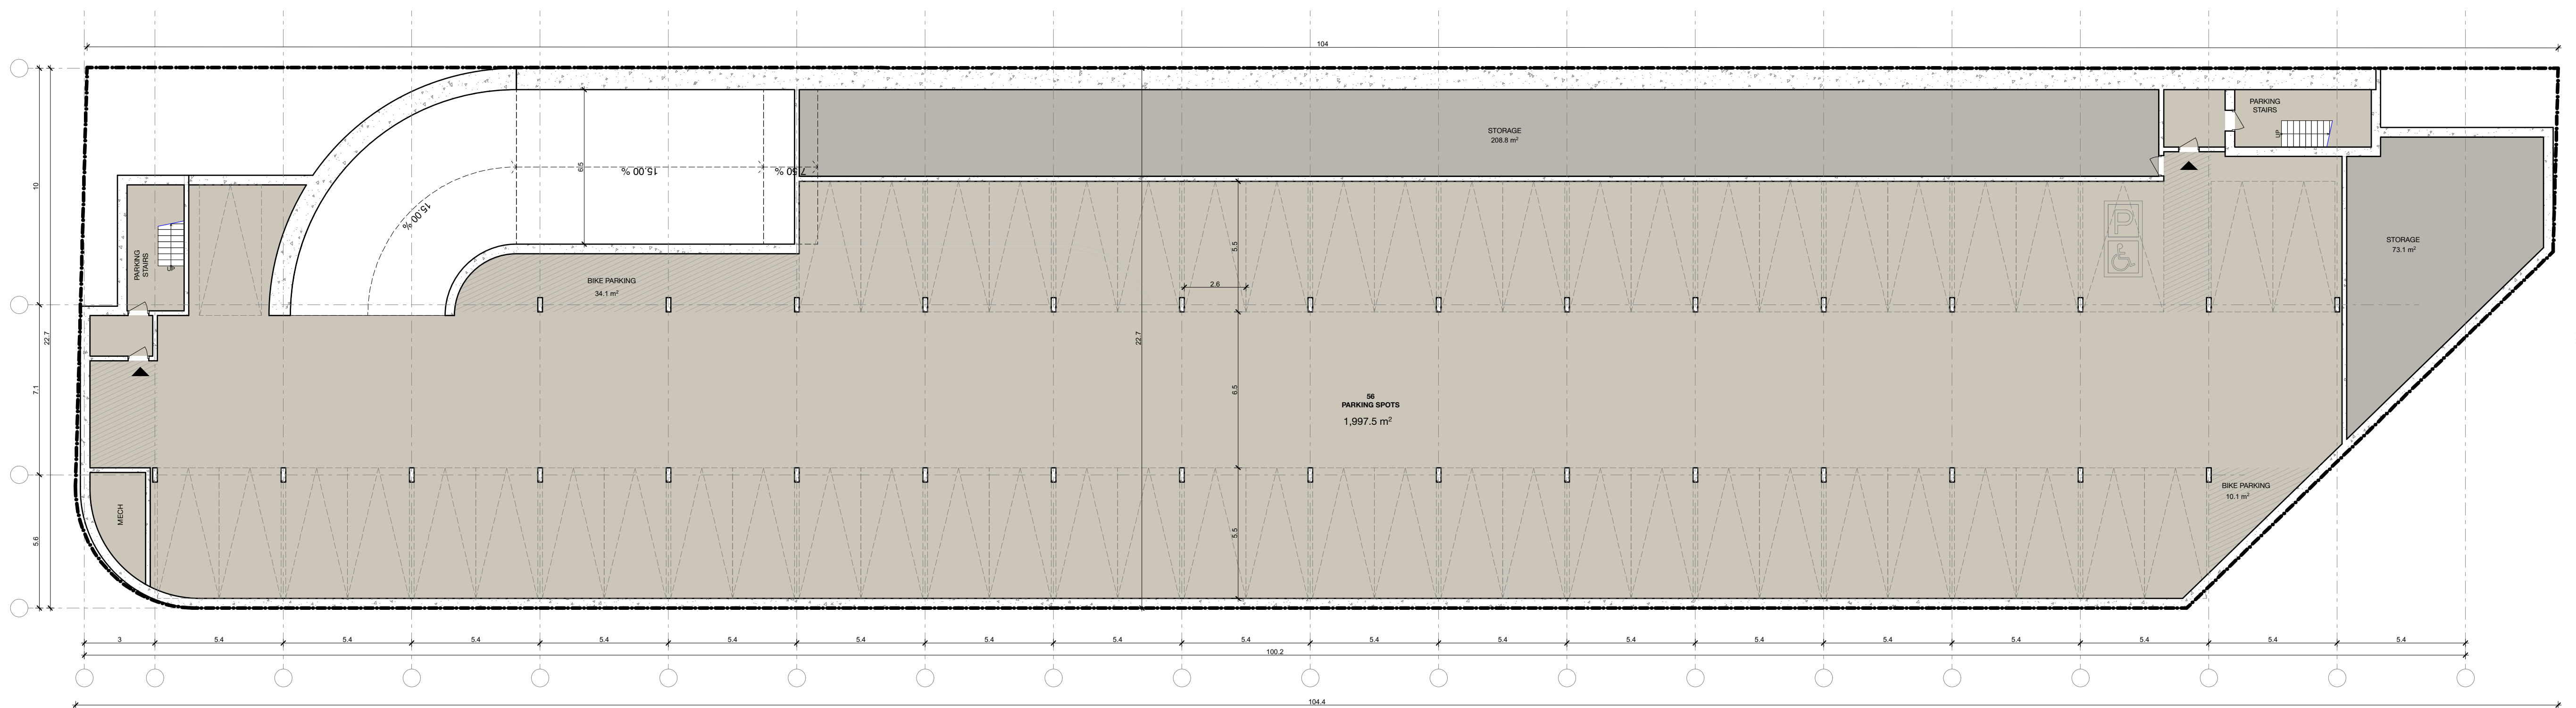 104
PARKING
STAIRS
UP
STORAGE
208.8 m²
6.5
15.00 %
7.50 %
15.00 %
10
PARKING
STAIRS
UP
STORAGE
73.1 m²
5.5
BIKE PARKING
34.1 m²
2.6
22.7
22.7
7.1
6.5
56
PARKING SPOTS
1,997.5 m²
BIKE PARKING
10.1 m²
MECH
5.6
5.5
3 5.4 5.4 5.4 5.4 5.4 5.4 5.4 5.4 5.4 5.4 5.4 5.4 5.4 5.4 5.4 5.4 5.4 5.4
100.2
104.4